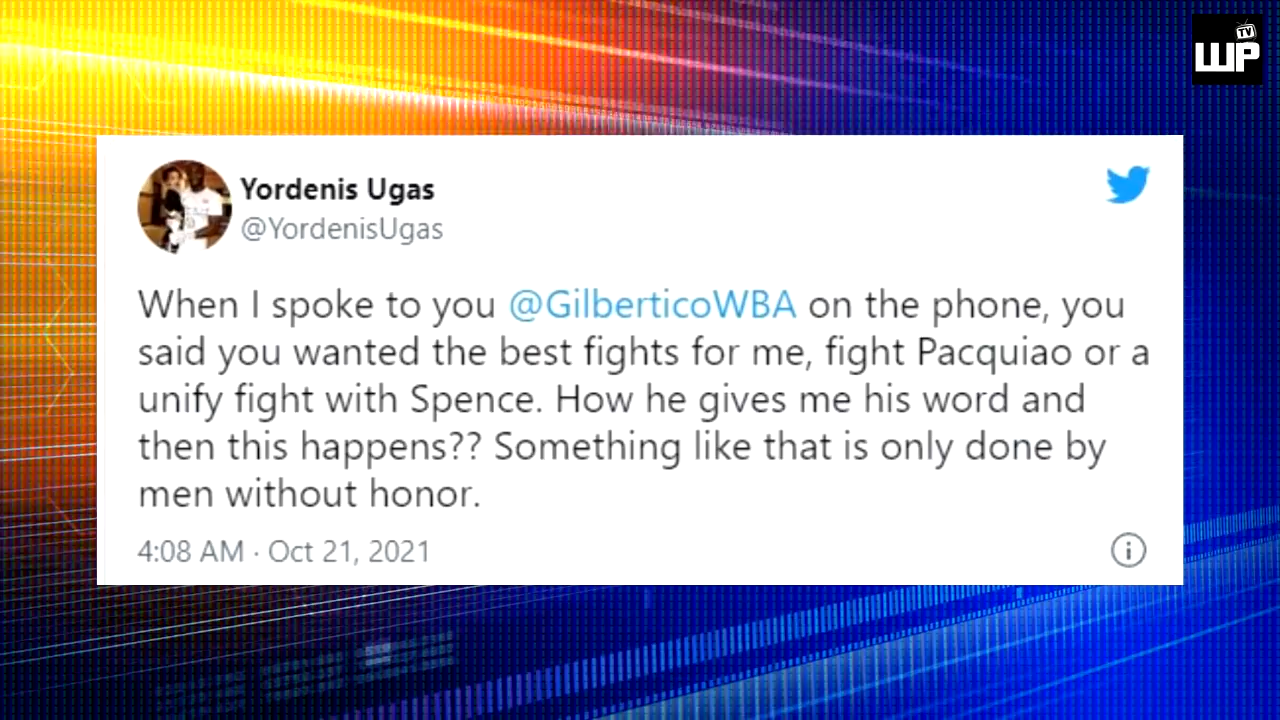 TV
WP
Yordenis Ugas
@YordenisUgas
When I spoke to you @GilberticoWBA on the phone, you
said you wanted the best fights for me, fight Pacquiao or a
unify fight with Spence. How he gives me his word and
then this happens?? Something like that is only done by
men without honor.
4:08 AM · Oct 21, 2021